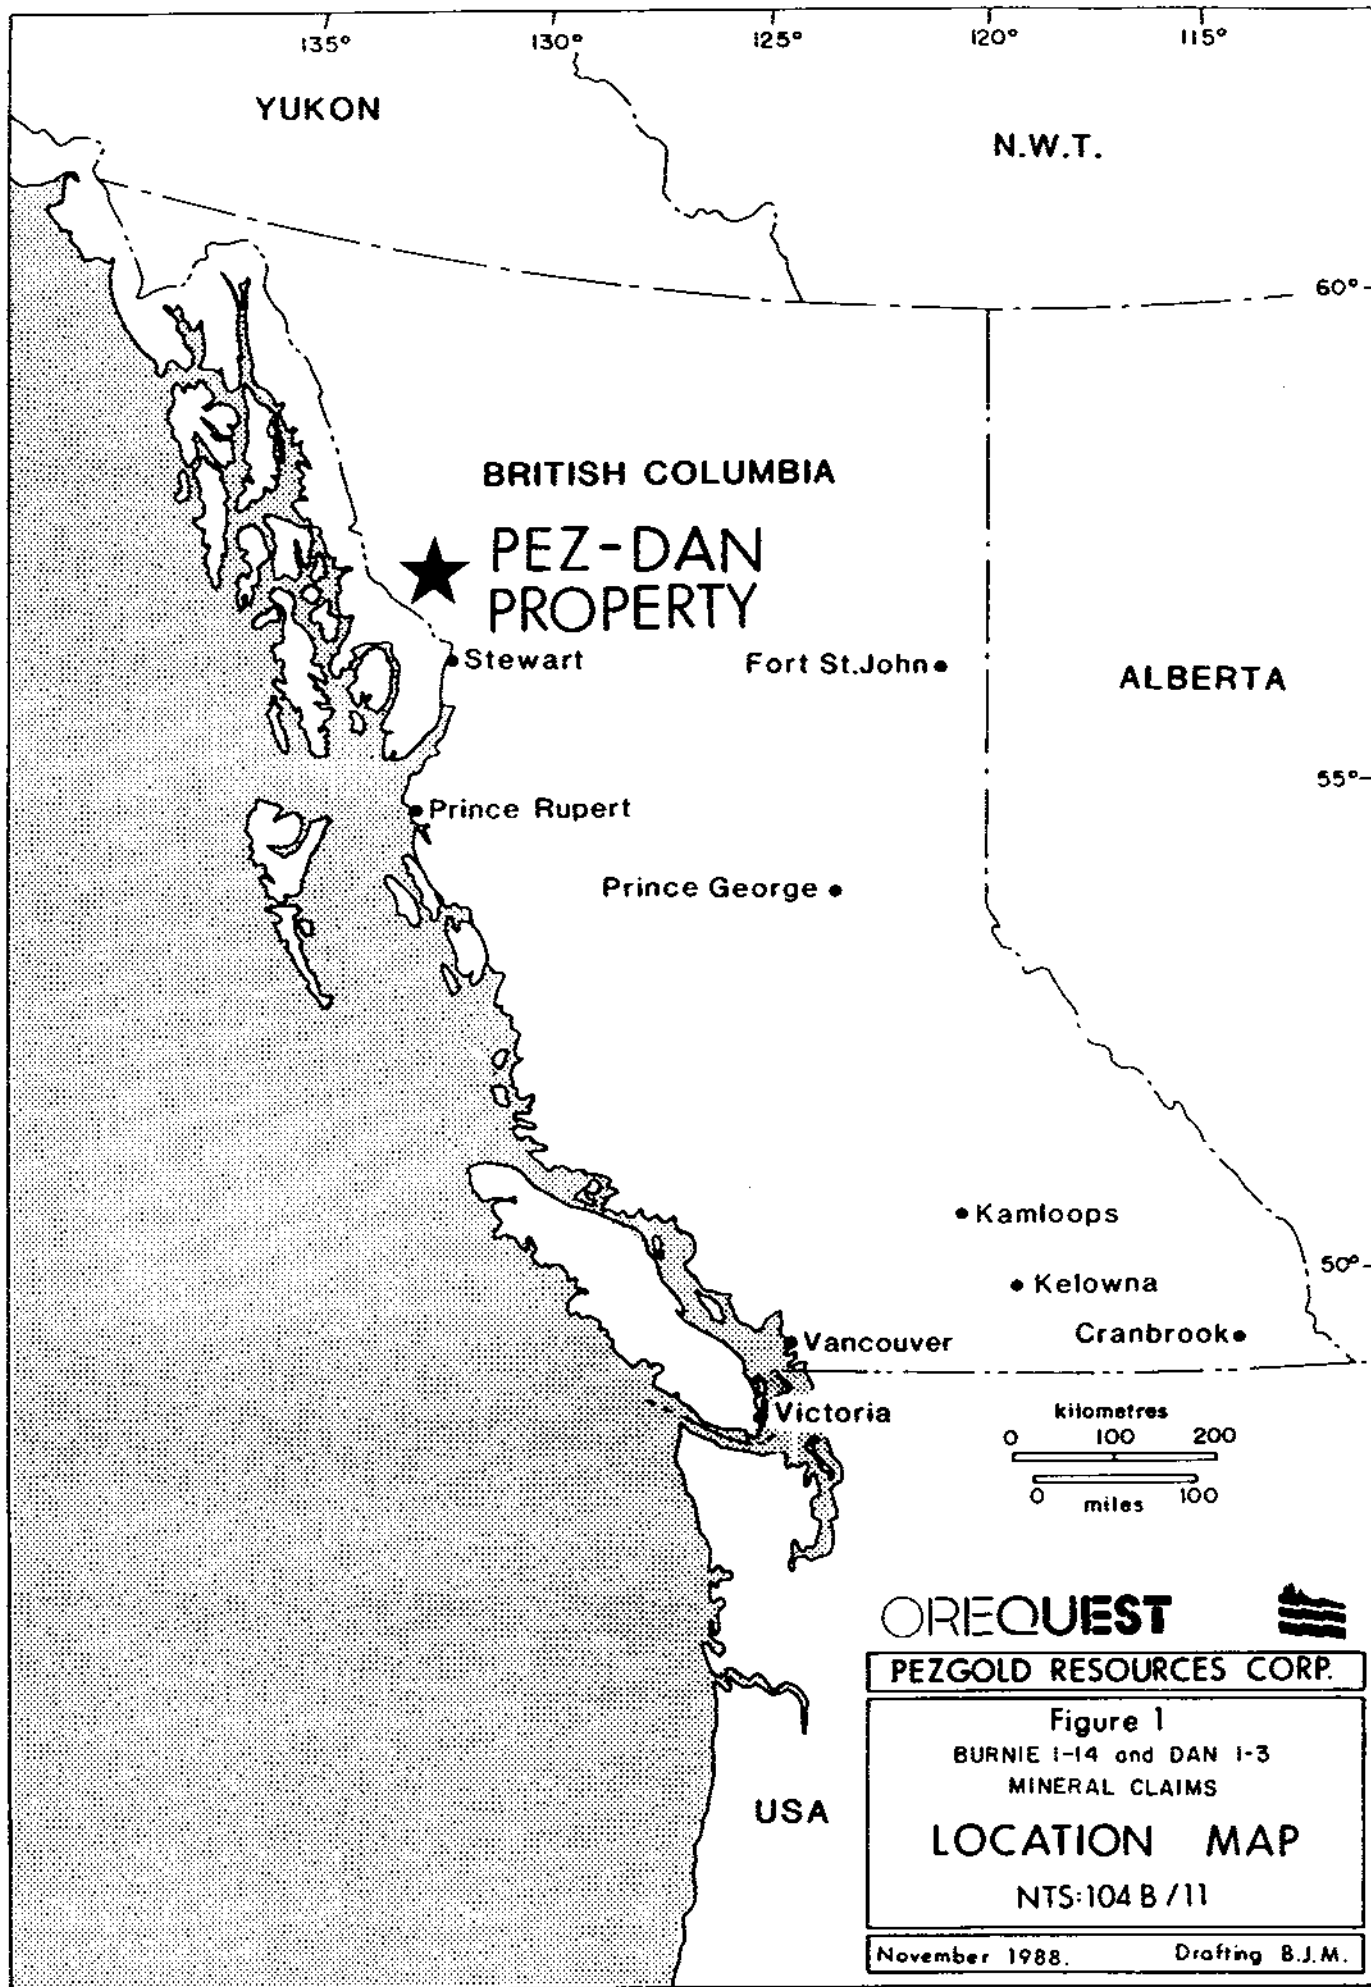 135° 130° 125° 120° 115°
YUKON
N.W.T.
60°
BRITISH COLUMBIA
PEZ-DAN
PROPERTY
Stewart
Fort St.John
ALBERTA
55°
Prince Rupert
Prince George
Kamloops
50°
Kelowna
Vancouver
Cranbrook
Victoria
kilometres
0 100 200
0 miles 100
OREQUEST
PEZGOLD RESOURCES CORP.
Figure 1
BURNIE 1-14 and DAN 1-3
MINERAL CLAIMS
USA
LOCATION MAP
NTS:104 B/11
November 1988. Drafting B.J.M.